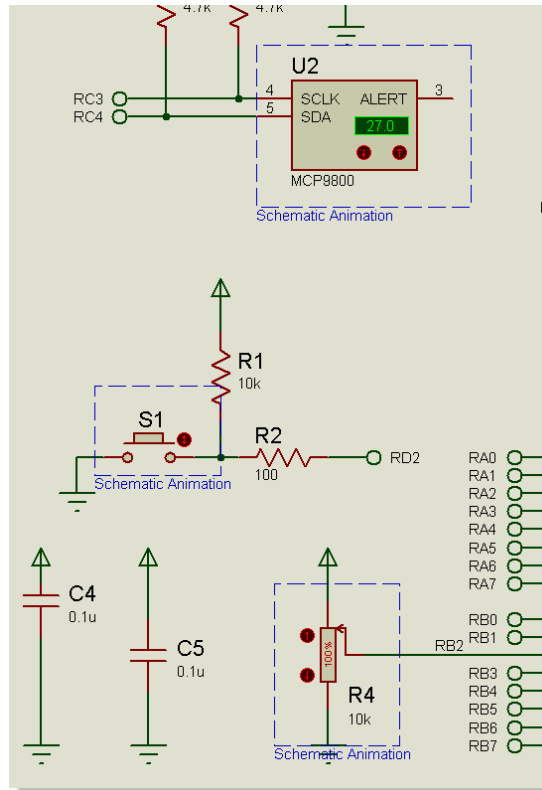 4.7k 4.7k
U2
RC3 4 SCLK ALERT 3
RC4 5 SDA
27.0
MCP9800
Schematic Animation
R1
10k
S1
R2
100
RD2
Schematic Animation
RA0
RA1
RA2
RA3
RA4
RA5
RA6
RA7
C4
0.1u
C5
0.1u
RB0
RB1
RB2
RB3
RB4
RB5
RB6
RB7
100%
R4
10k
Schematic Animation